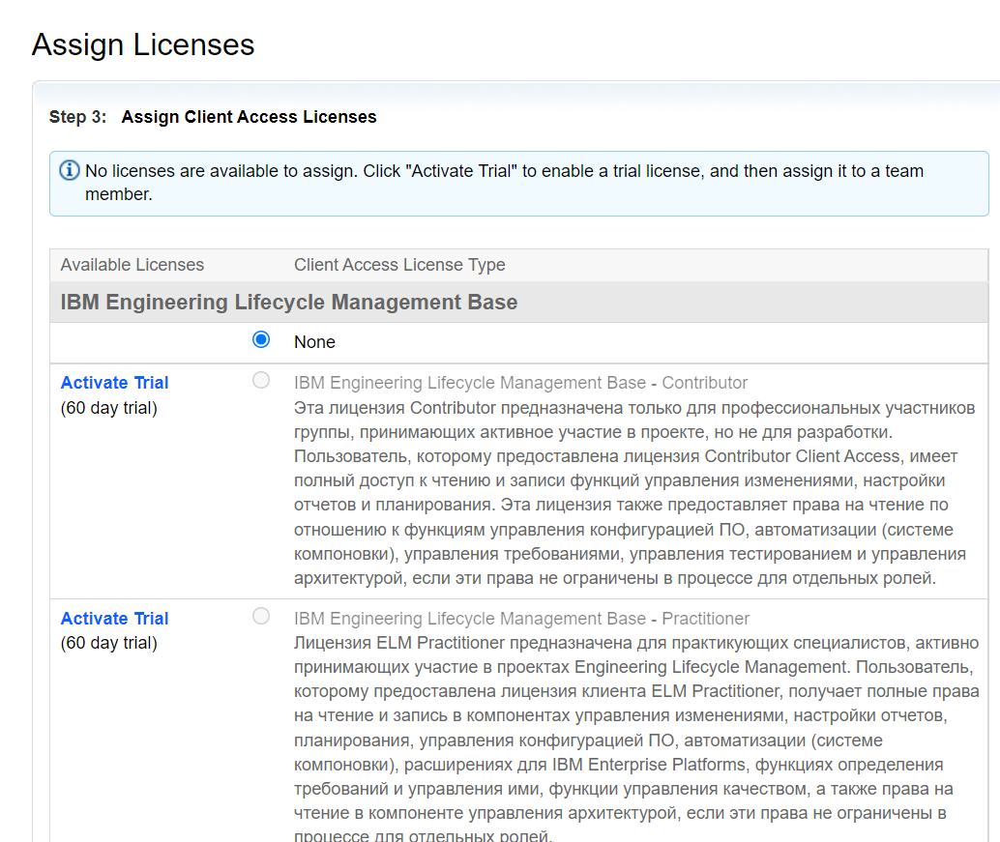 Assign Licenses
Step 3: Assign Client Access Licenses
No licenses are available to assign. Click "Activate Trial" to enable a trial license, and then assign it to a team
member.
Available Licenses Client Access License Type
IBM Engineering Lifecycle Management Base
None
Activate Trial IBM Engineering Lifecycle Management Base - Contributor
(60 day trial) Эта лицензия Contributor предназначена только для профессиональных участников
группы, принимающих активное участие в проекте, но не для разработки.
Пользователь, которому предоставлена лицензия Contributor Client Access, имеет
полный доступ к чтению и записи функций управления изменениями, настройки
отчетов и планирования. Эта лицензия также предоставляет права на чтение по
отношению к функциям управления конфигурацией ПО, автоматизации (системе
компоновки), управления требованиями, управления тестированием и управления
архитектурой, если эти права не ограничены в процессе для отдельных ролей.
Activate Trial IBM Engineering Lifecycle Management Base - Practitioner
(60 day trial) Лицензия ELM Practitioner предназначена для практикующих специалистов, активно
принимающих участие в проектах Engineering Lifecycle Management. Пользователь,
которому предоставлена лицензия клиента ELM Practitioner, получает полные права
на чтение и запись в компонентах управления изменениями, настройки отчетов,
планирования, управления конфигурацией ПО, автоматизации (системе
компоновки), расширениях для IBM Enterprise Platforms, функциях определения
требований и управления ими, функции управления качеством, а также права на
чтение в компоненте управления архитектурой, если эти права не ограничены в
процессе для отдельных ролей.